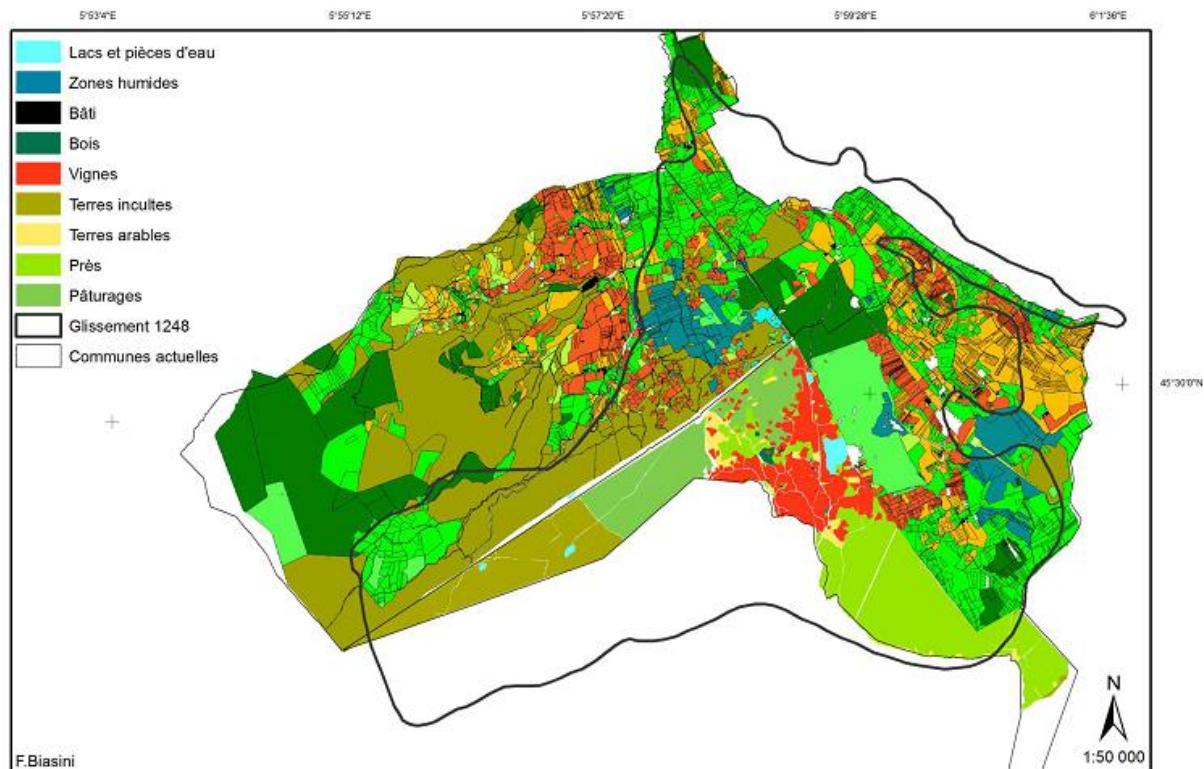 5°53'4"E
5°55'12"E
5°57'20"E
5°59'28"E
6°1'36"E
Lacs et pièces d'eau
Zones humides
Bâti
Bois
Vignes
Terres incultes
Terres arables
Près
Pâturages
Glissement 1248
Communes actuelles
45°30'0"N
N
1:50 000
F.Biasini